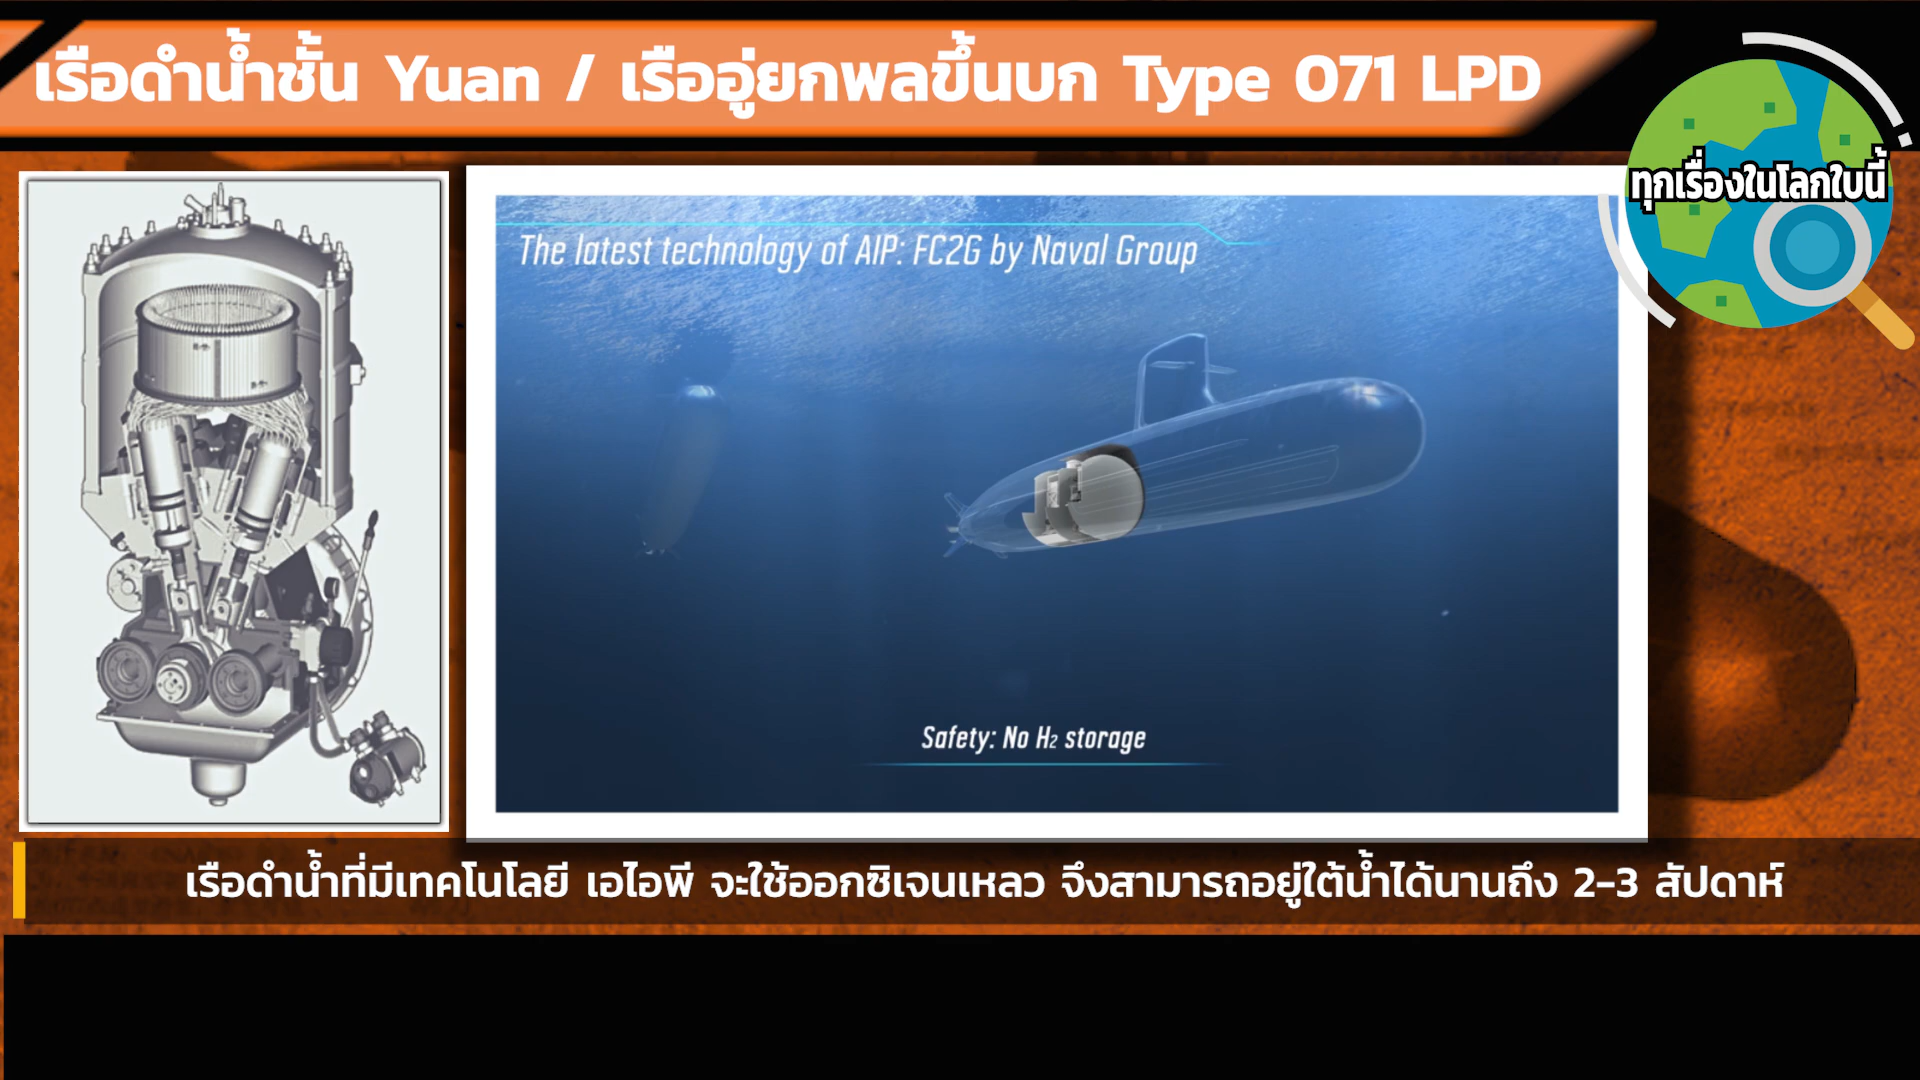 เรือดำน้ำชั้น Yuan / เรืออู่ยกพลขึ้นบก Type 071 LPD
ทุกเรื่องในโลกใบนี้
The latest technology of AIP: FC2G by Naval Group
Safety: No H₂ storage
เรือดำน้ำที่มีเทคโนโลยี เอไอพี จะใช้ออกซิเจนเหลว จึงสามารถอยู่ใต้น้ำได้นานถึง 2-3 สัปดาห์